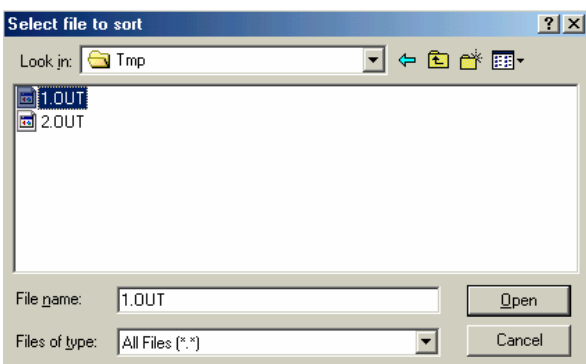 Select file to sort
Look in: Tmp
1.OUT
2.OUT
File name: 1.OUT Open
Files of type: All Files (*.*) Cancel